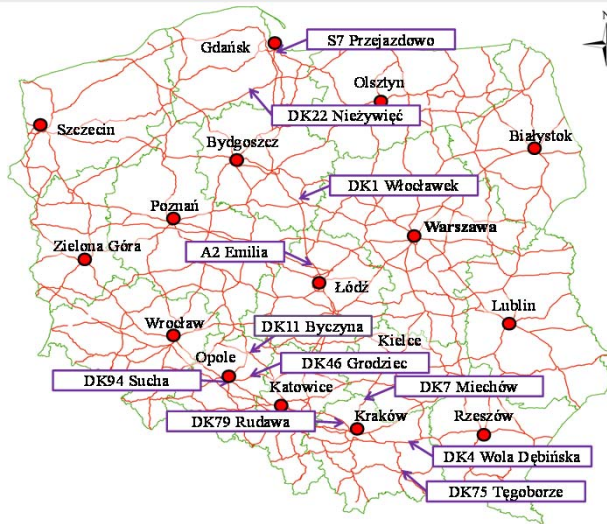 N
S7 Przejazdowo
Gdańsk
Olsztyn
DK22 Nieżywięć
Szczecin
Białystok
Bydgoszcz
DK1 Włocławek
Poznań
Warszawa
Zielona Góra
A2 Emilia
Łódź
Lublin
Wrocław
DK11 Byczyna
Kielce
Opole
DK46 Grodziec
DK94 Sucha
Katowice
DK7 Miechów
DK79 Rudawa
Kraków
Rzeszów
DK4 Wola Dębińska
DK75 Tęgoborze